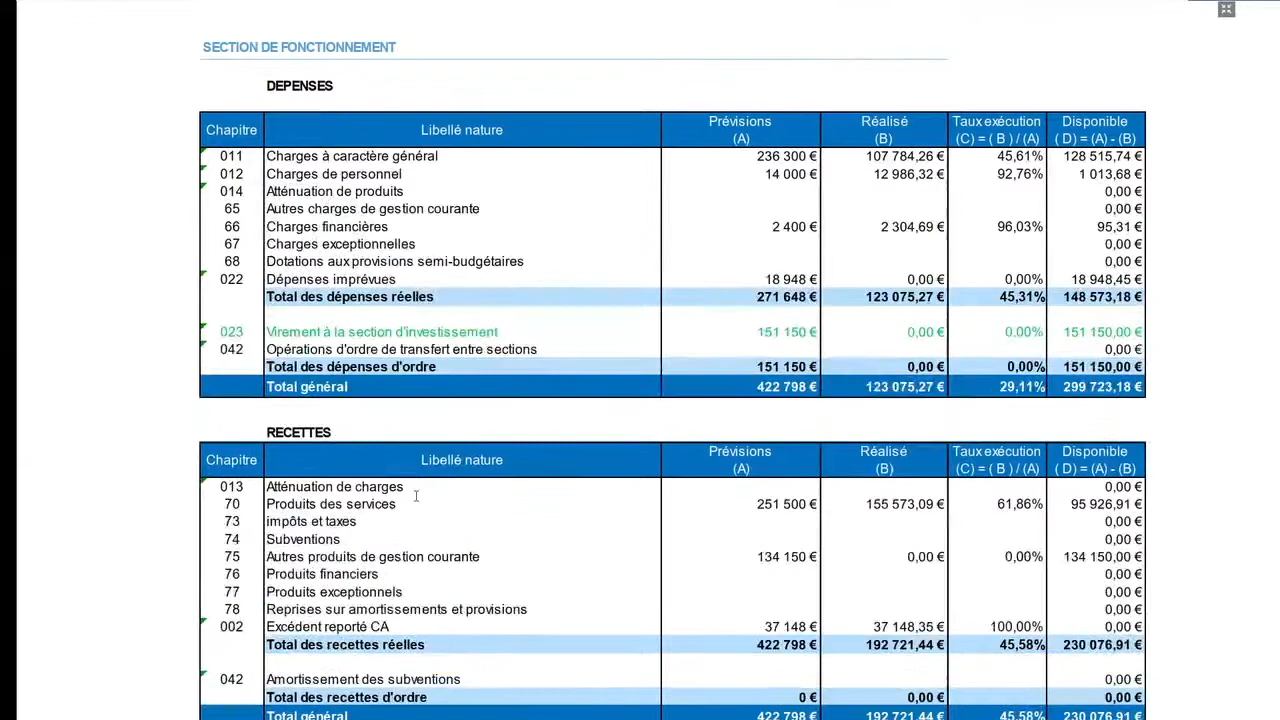 SECTION DE FONCTIONNEMENT
DEPENSES
Chapitre Libellé nature Prévisions (A) Réalisé (B) Taux exécution (C) = ( B ) / (A) Disponible ( D) = (A) - (B)
011 Charges à caractère général 236 300 € 107 784,26 € 45,61% 128 515,74 €
012 Charges de personnel 14 000 € 12 986,32 € 92,76% 1 013,68 €
014 Atténuation de produits 0,00 €
65 Autres charges de gestion courante 0,00 €
66 Charges financières 2 400 € 2 304,69 € 96,03% 95,31 €
67 Charges exceptionnelles 0,00 €
68 Dotations aux provisions semi-budgétaires 0,00 €
022 Dépenses imprévues 18 948 € 0,00 € 0,00% 18 948,45 €
Total des dépenses réelles 271 648 € 123 075,27 € 45,31% 148 573,18 €
023 Virement à la section d'investissement 151 150 € 0,00 € 0.00% 151 150,00 €
042 Opérations d'ordre de transfert entre sections 0,00 €
Total des dépenses d'ordre 151 150 € 0,00 € 0,00% 151 150,00 €
Total général 422 798 € 123 075,27 € 29,11% 299 723,18 €
RECETTES
Chapitre Libellé nature Prévisions (A) Réalisé (B) Taux exécution (C) = ( B ) / (A) Disponible ( D) = (A) - (B)
013 Atténuation de charges 0,00 €
70 Produits des services 251 500 € 155 573,09 € 61,86% 95 926,91 €
73 impôts et taxes 0,00 €
74 Subventions 0,00 €
75 Autres produits de gestion courante 134 150 € 0,00 € 0,00% 134 150,00 €
76 Produits financiers 0,00 €
77 Produits exceptionnels 0,00 €
78 Reprises sur amortissements et provisions 0,00 €
002 Excédent reporté CA 37 148 € 37 148,35 € 100,00% 0,00 €
Total des recettes réelles 422 798 € 192 721,44 € 45,58% 230 076,91 €
042 Amortissement des subventions 0,00 €
Total des recettes d'ordre 0 € 0,00 € 0,00 €
Total général 422 798 € 192 721,44 € 45,58% 230 076,91 €